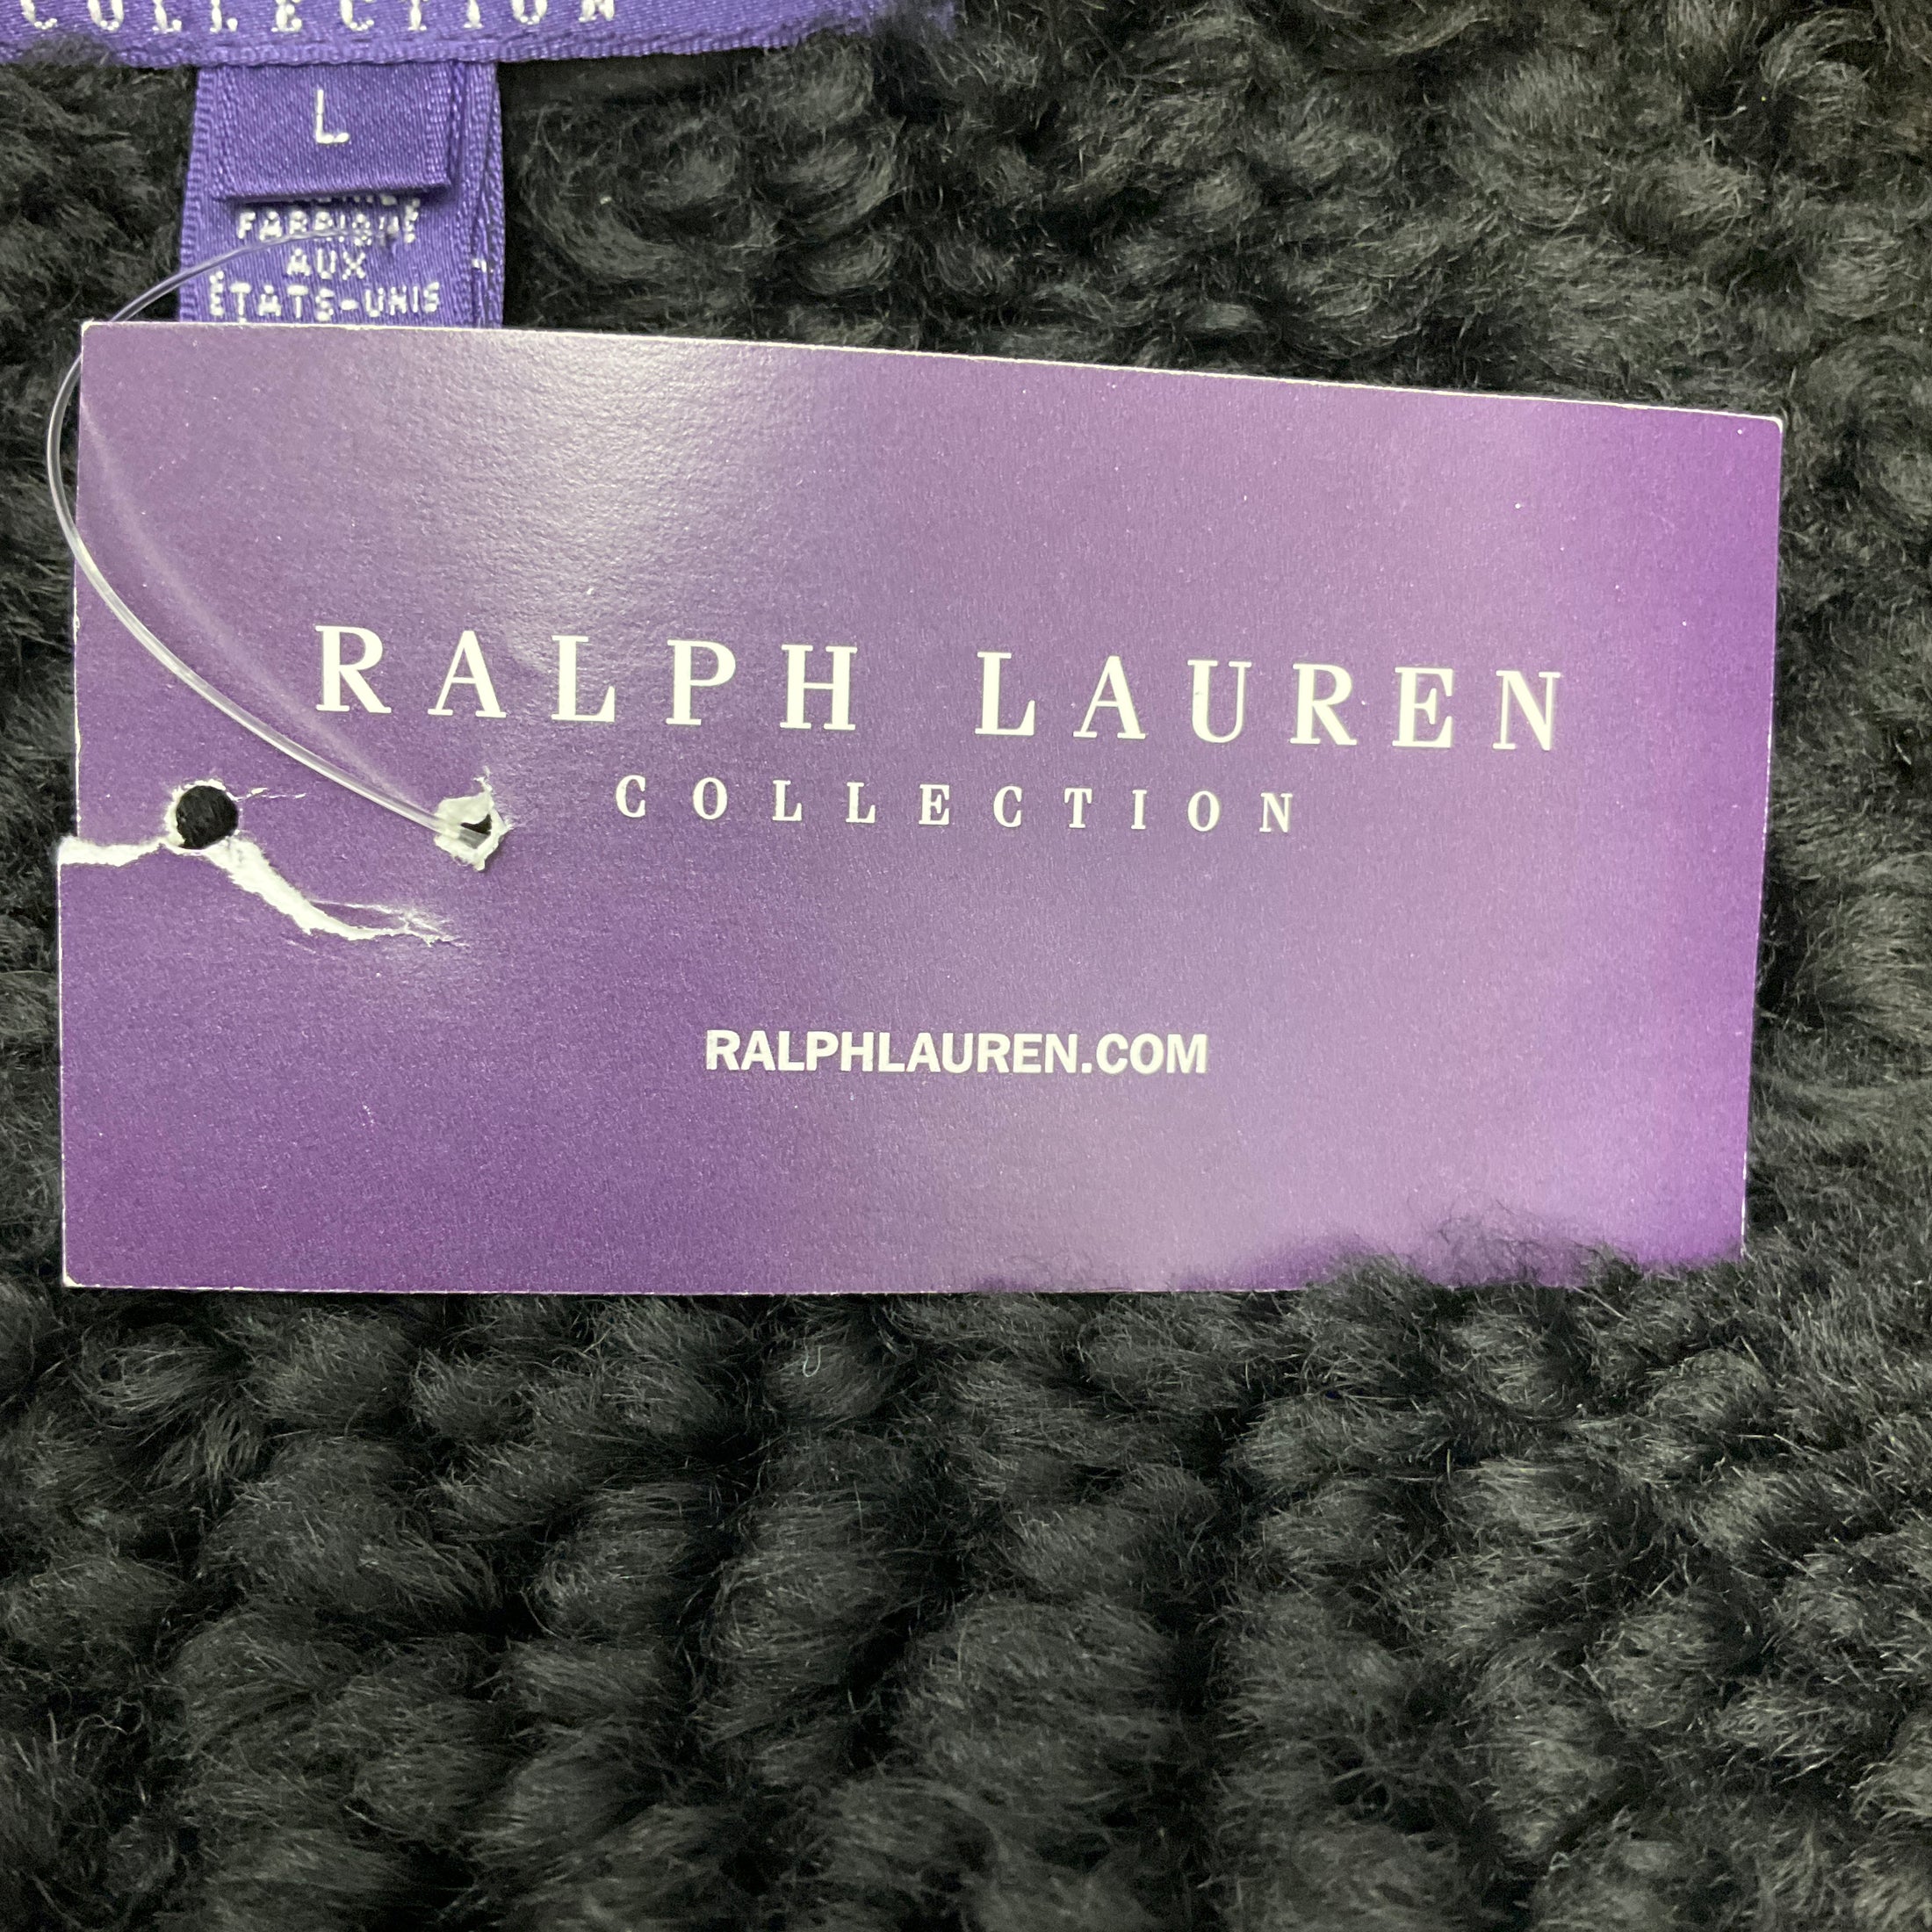 COLLECTION
L
FABRIQUÉ
AUX
ÉTATS-UNIS
RALPH LAUREN
COLLECTION
RALPHLAUREN.COM